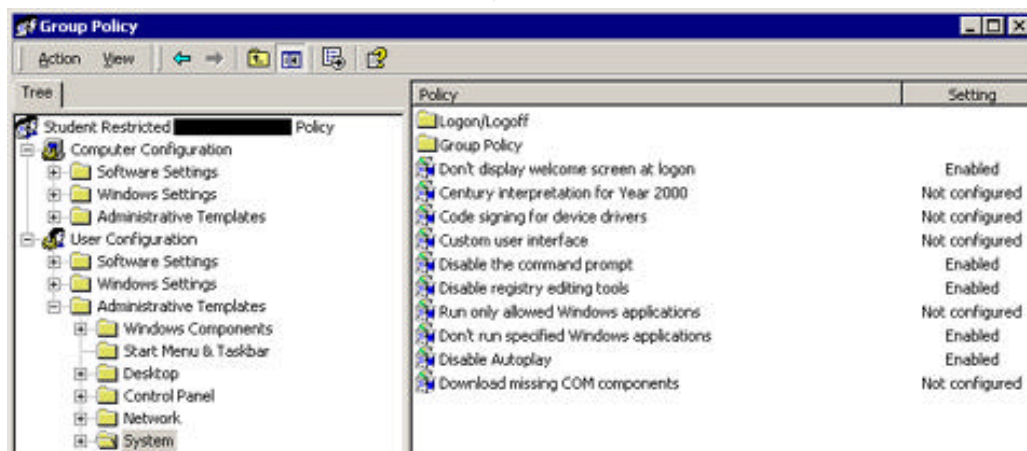 Group Policy
Action View
Tree
Student Restricted Policy
Computer Configuration
Software Settings
Windows Settings
Administrative Templates
User Configuration
Software Settings
Windows Settings
Administrative Templates
Windows Components
Start Menu & Taskbar
Desktop
Control Panel
Network
System
Policy Setting
Logon/Logoff
Group Policy
Don't display welcome screen at logon Enabled
Century interpretation for Year 2000 Not configured
Code signing for device drivers Not configured
Custom user interface Not configured
Disable the command prompt Enabled
Disable registry editing tools Enabled
Run only allowed Windows applications Not configured
Don't run specified Windows applications Enabled
Disable Autoplay Enabled
Download missing COM components Not configured